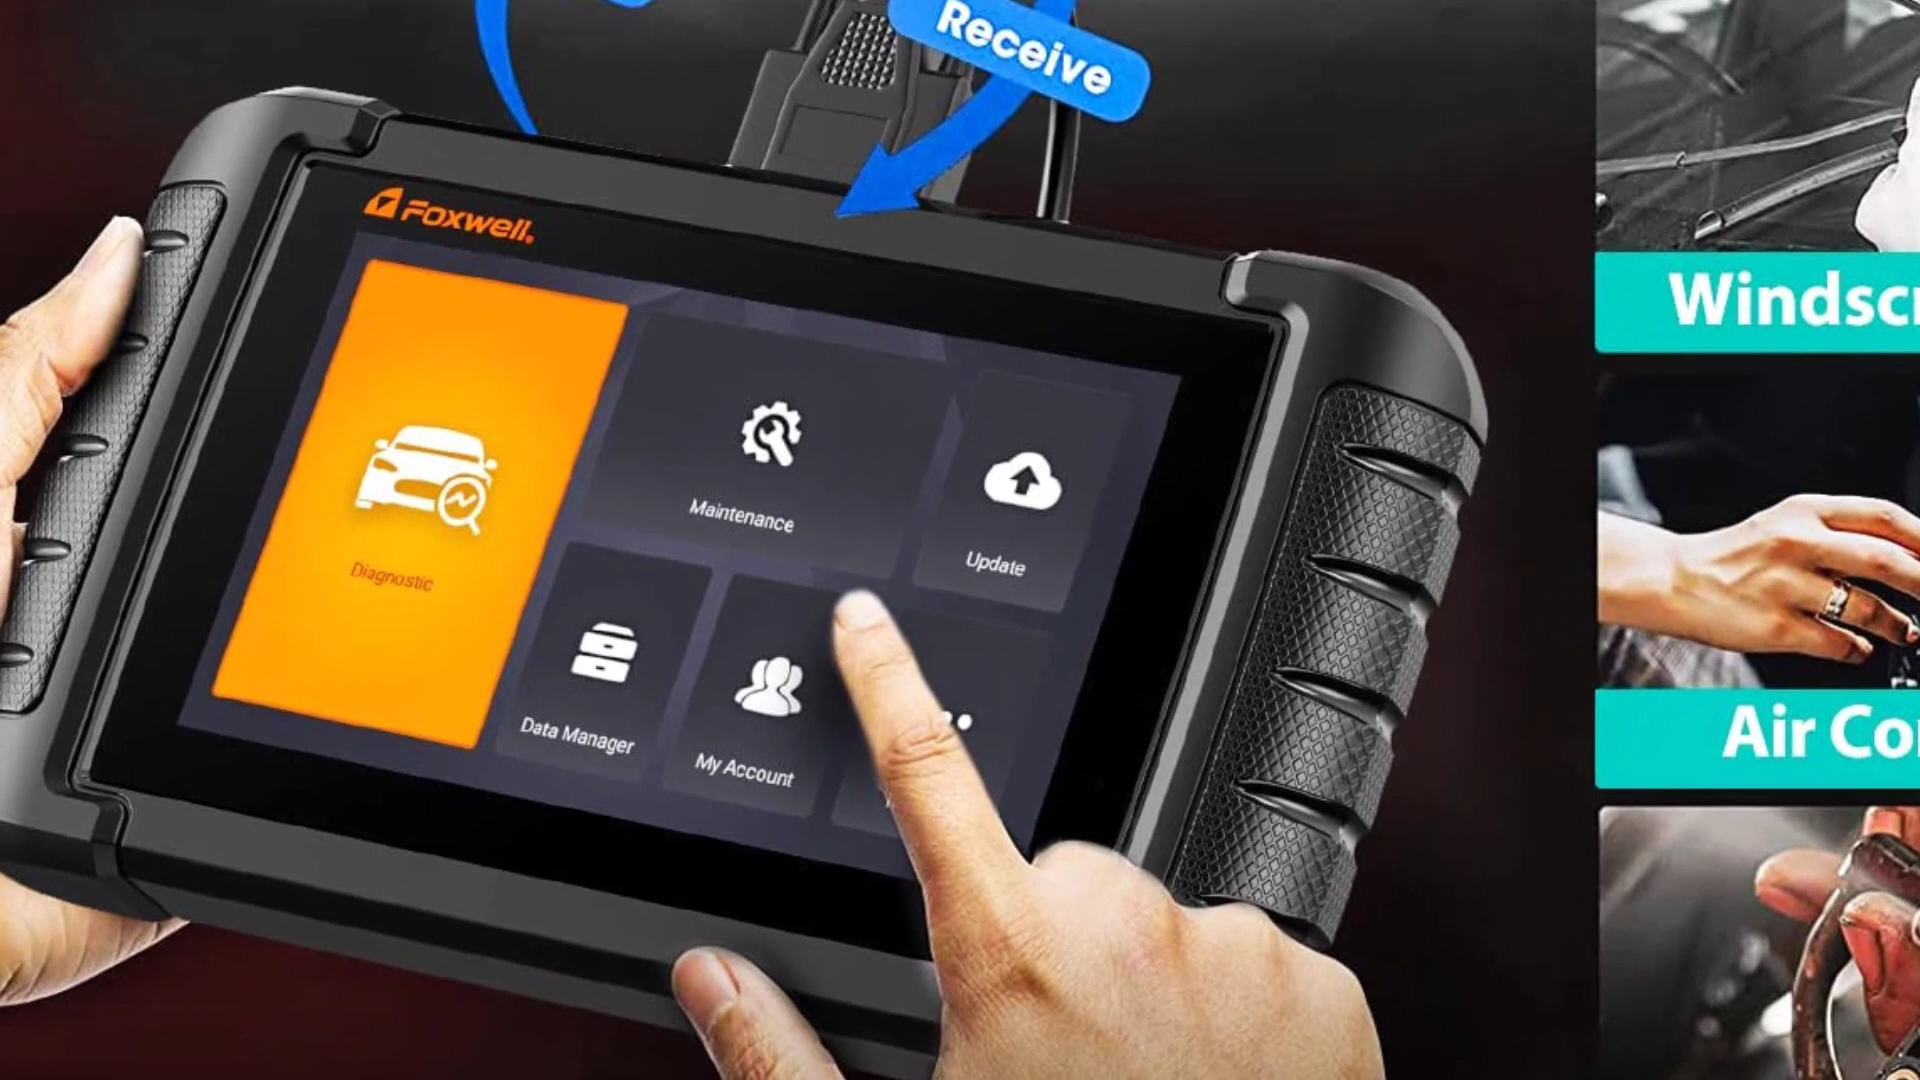 Receive
FOXWELL
Diagnostic
Maintenance
Update
Data Manager
My Account
Windscr
Air Co